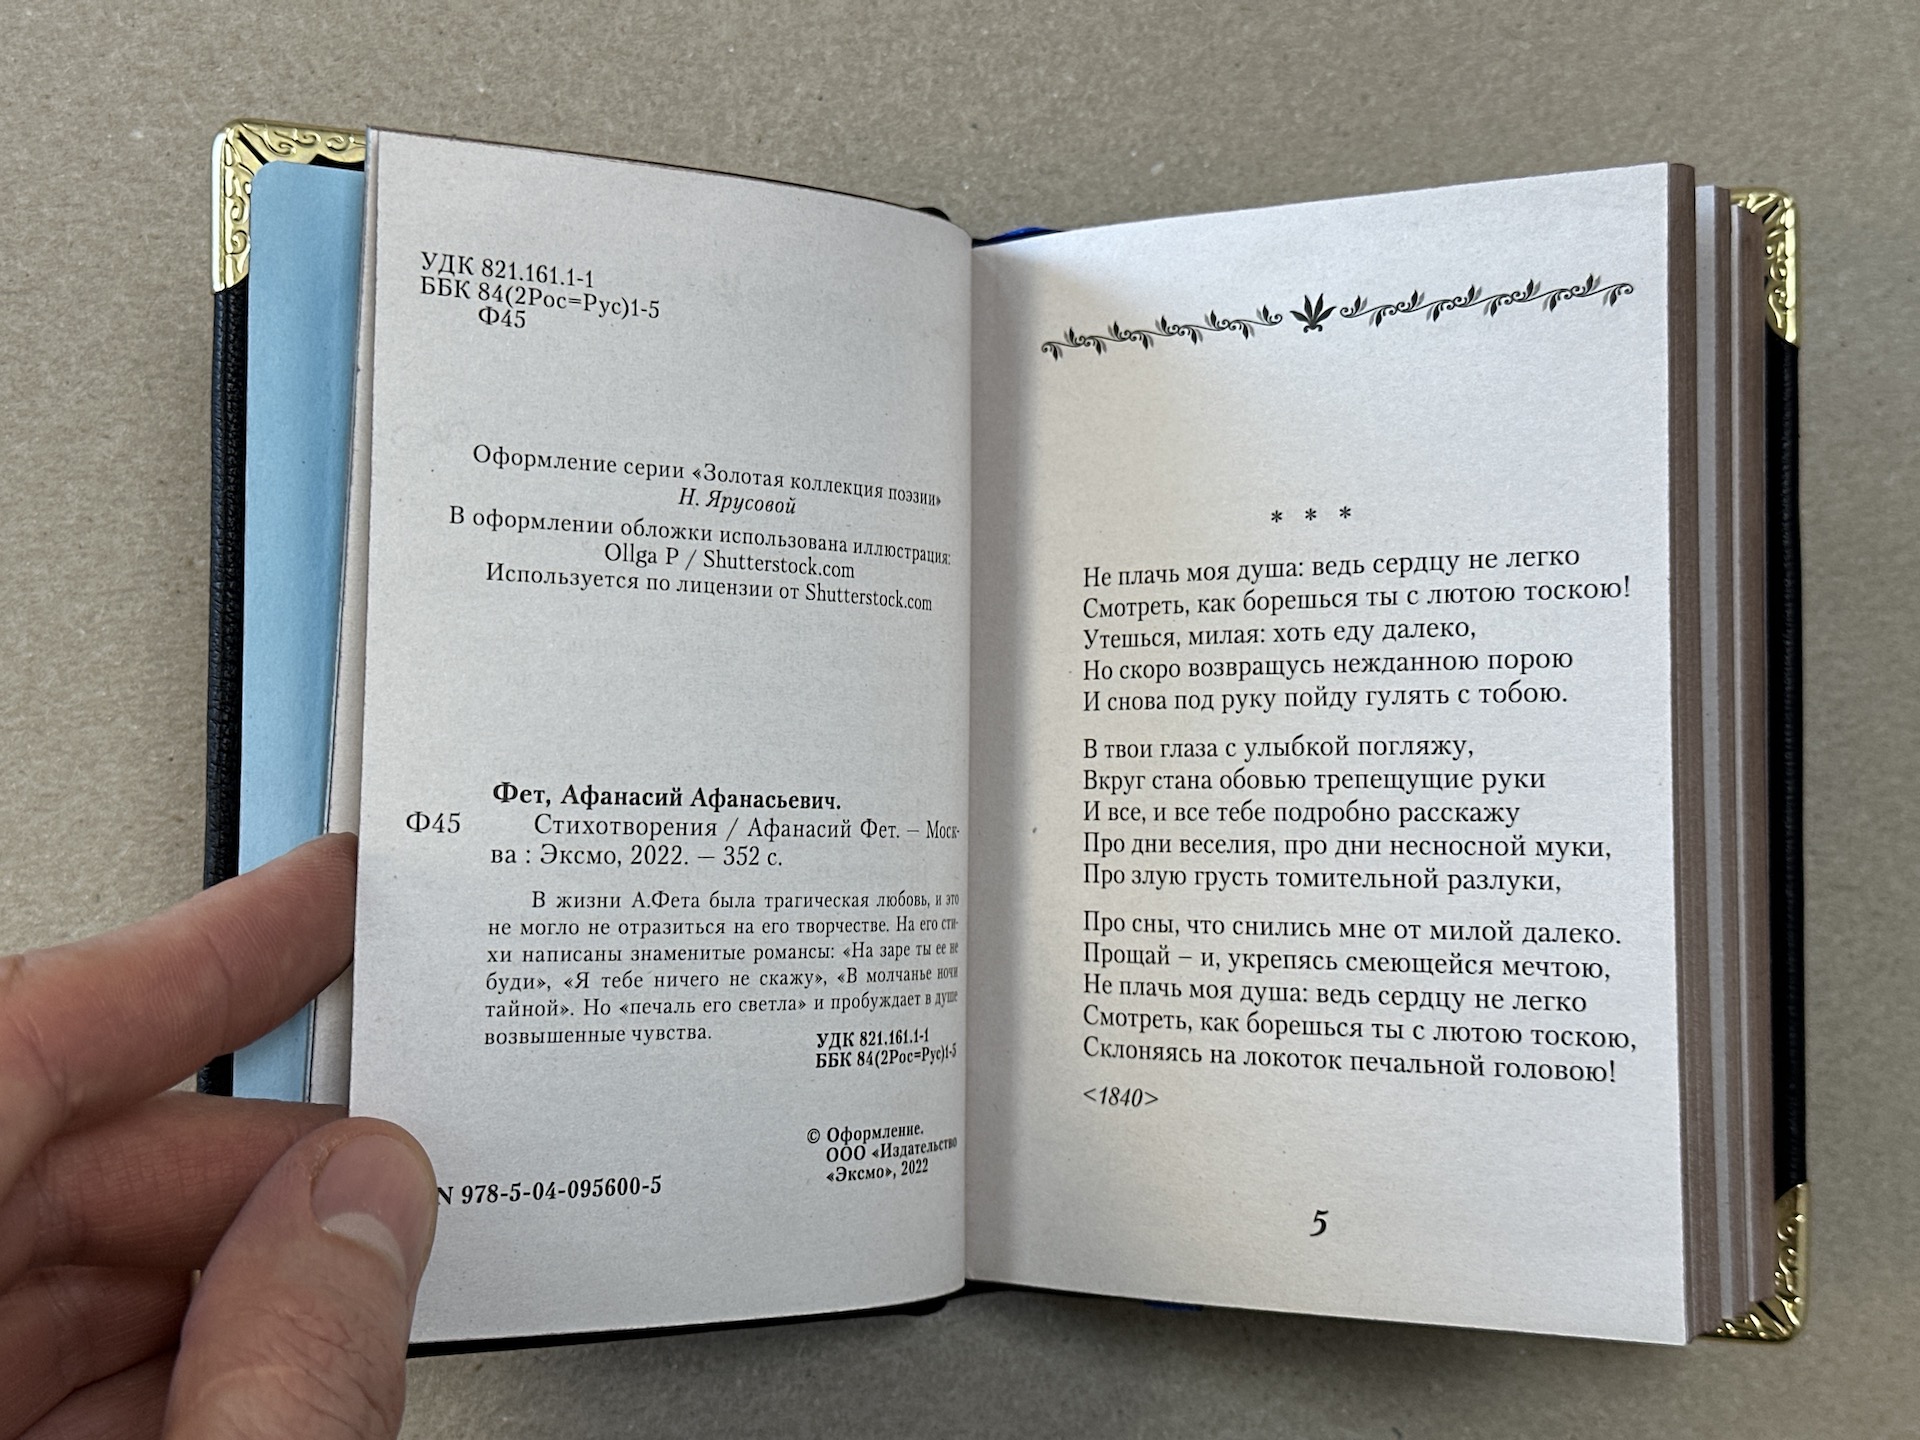 УДК 821.161.1-1
ББК 84(2Рос=Рус)1-5
Ф45
Оформление серии «Золотая коллекция поэзии»
Н. Ярусовой
В оформлении обложки использована иллюстрация:
Ollga P / Shutterstock.com
Используется по лицензии от Shutterstock.com
Фет, Афанасий Афанасьевич.
Ф45 Стихотворения / Афанасий Фет. – Моск-
ва : Эксмо, 2022. – 352 с.
В жизни А.Фета была трагическая любовь, и это
не могло не отразиться на его творчестве. На его сти-
хи написаны знаменитые романсы: «На заре ты ее не
буди», «Я тебе ничего не скажу», «В молчанье ночи
тайной». Но «печаль его светла» и пробуждает в душе
возвышенные чувства.
УДК 821.161.1-1
ББК 84(2Рос=Рус)1-5
© Оформление.
ООО «Издательство
«Эксмо», 2022
N 978-5-04-095600-5
* * *
Не плачь моя душа: ведь сердцу не легко
Смотреть, как борешься ты с лютою тоскою!
Утешься, милая: хоть еду далеко,
Но скоро возвращусь нежданною порою
И снова под руку пойду гулять с тобою.
В твои глаза с улыбкой погляжу,
Вкруг стана обовью трепещущие руки
И все, и все тебе подробно расскажу
Про дни веселия, про дни несносной муки,
Про злую грусть томительной разлуки,
Про сны, что снились мне от милой далеко.
Прощай – и, укрепясь смеющейся мечтою,
Не плачь моя душа: ведь сердцу не легко
Смотреть, как борешься ты с лютою тоскою,
Склоняясь на локоток печальной головою!
<1840>
5